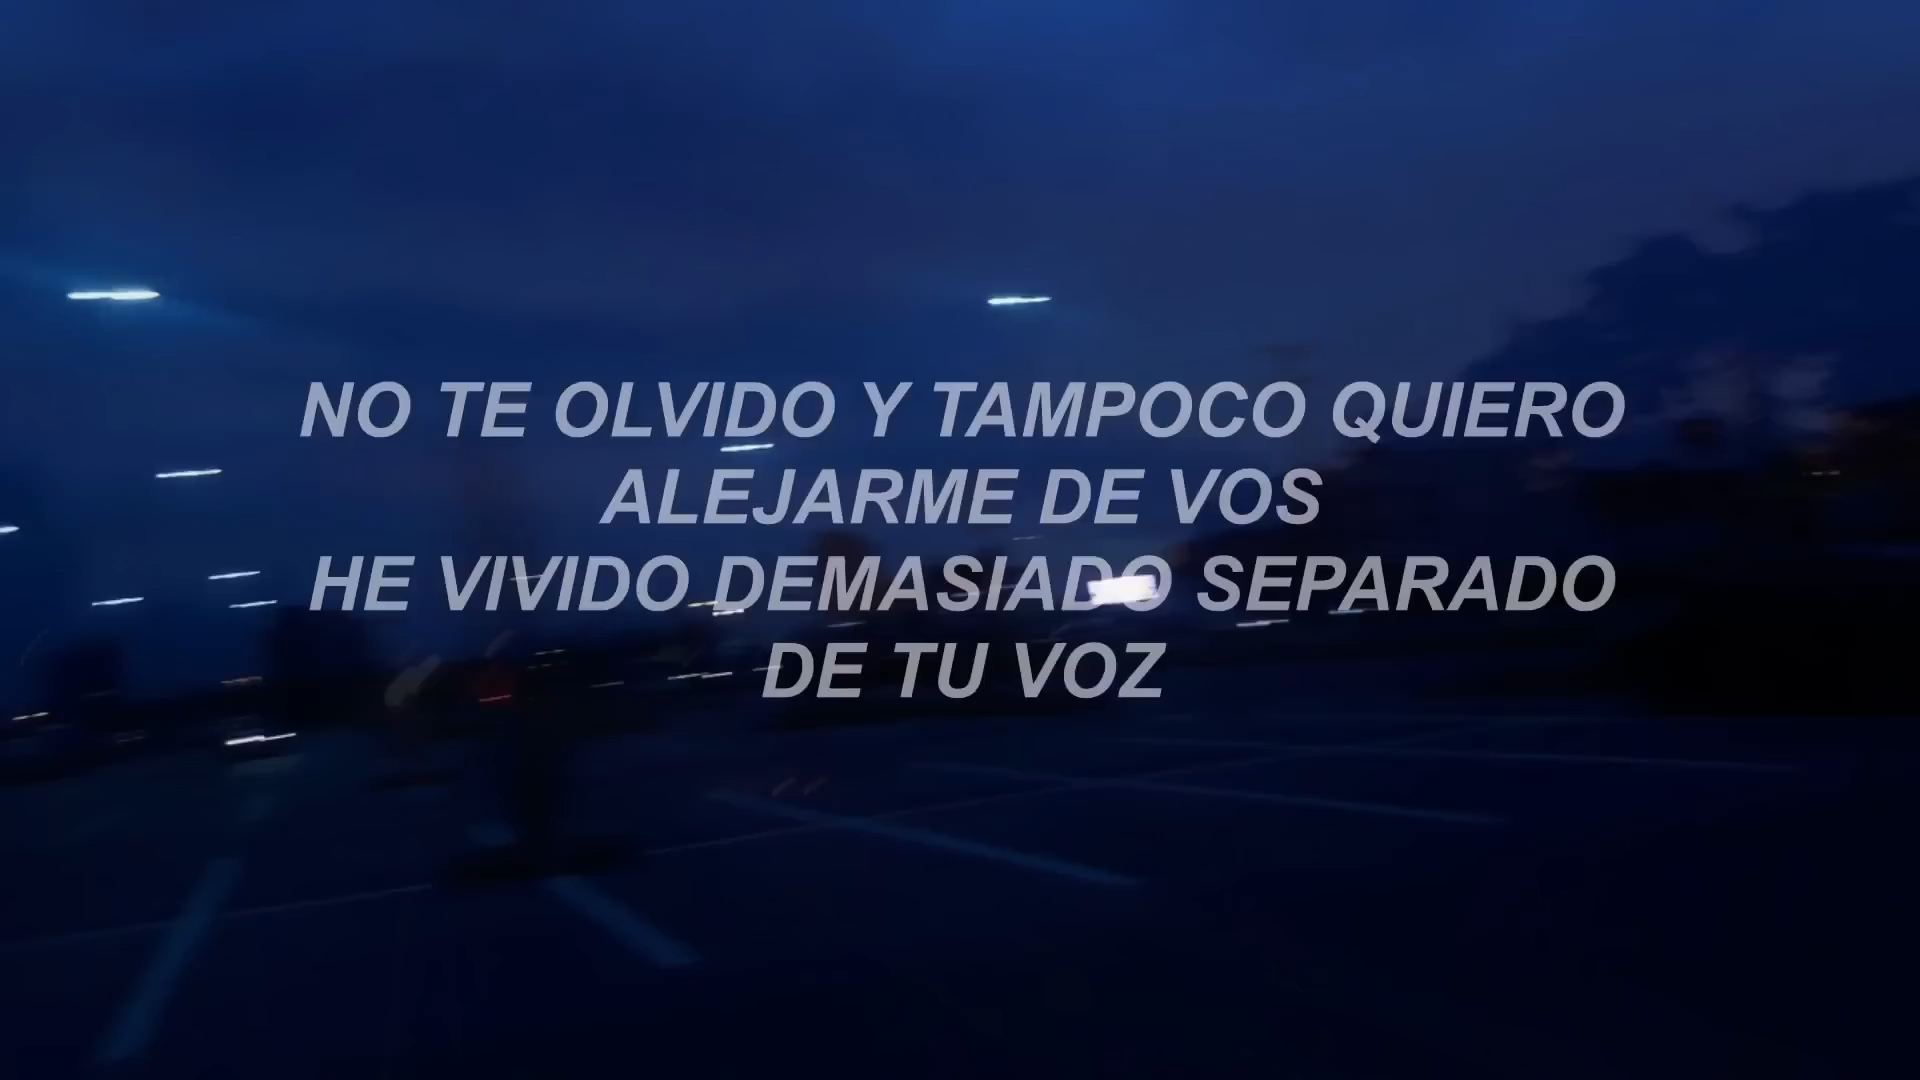 NO TE OLVIDO Y TAMPOCO QUIERO
ALEJARME DE VOS
HE VIVIDO DEMASIADO SEPARADO
DE TU VOZ